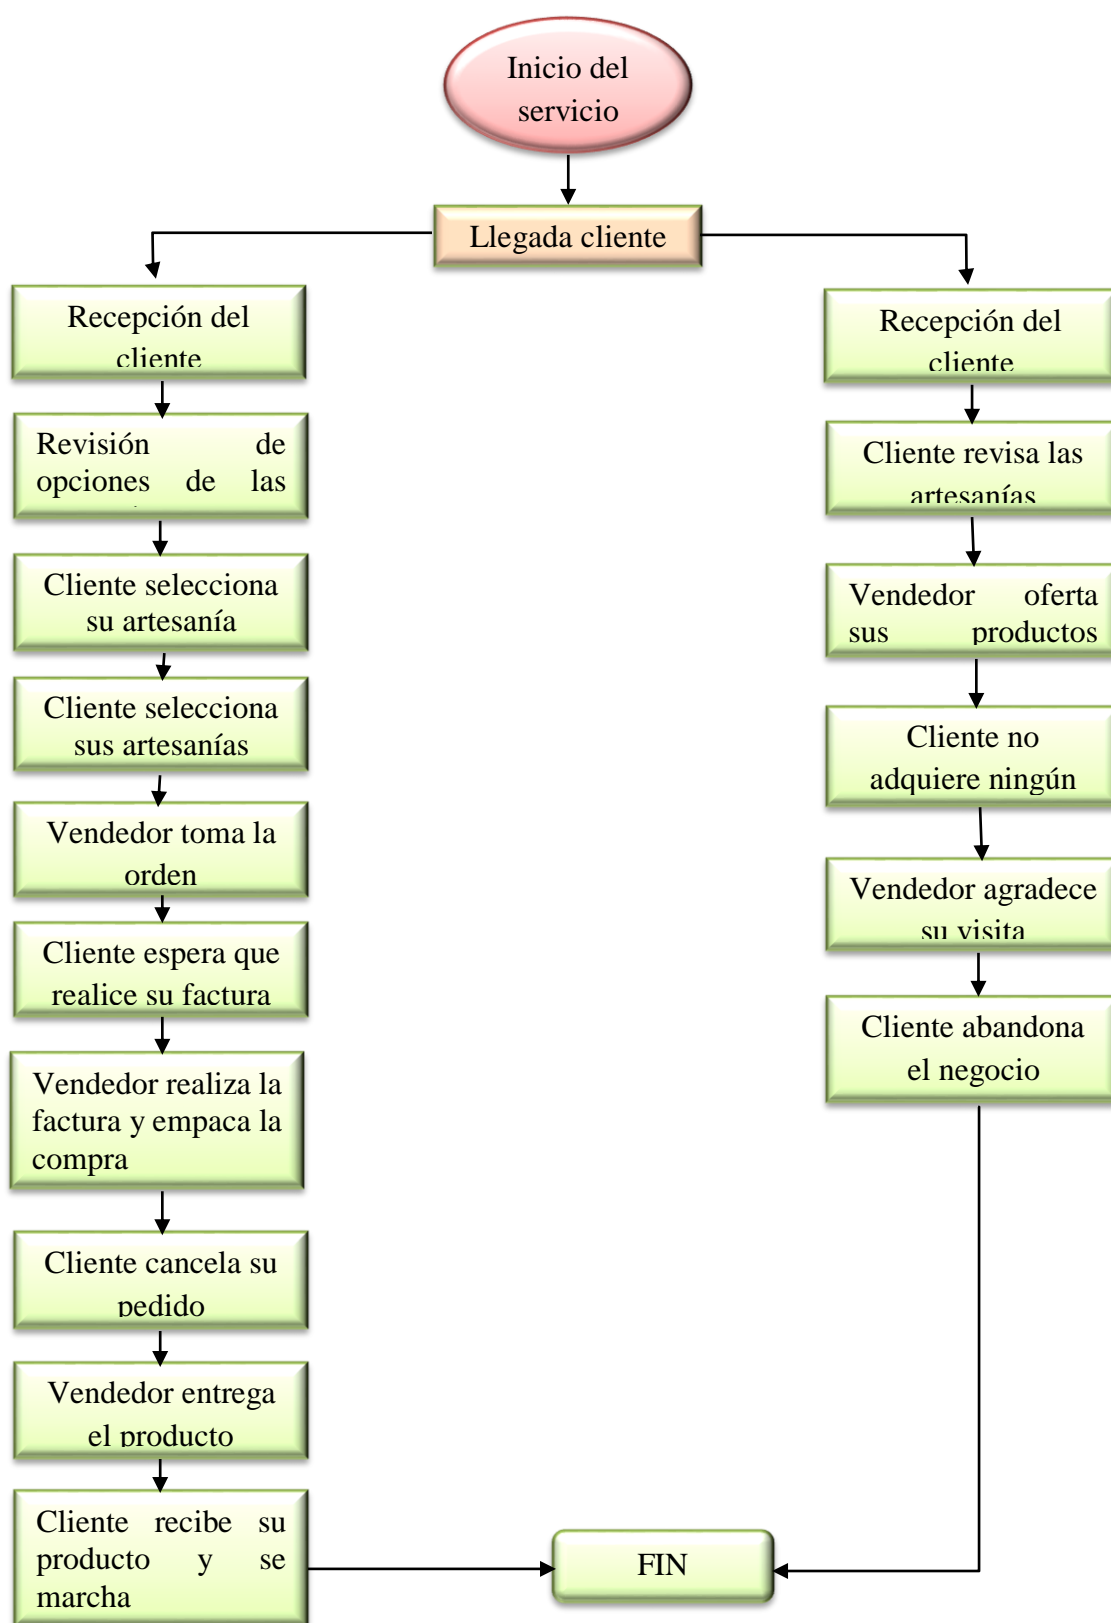 Inicio del
servicio
Llegada cliente
Recepción del
cliente
Revisión de
opciones de las
Cliente selecciona
su artesanía
Cliente selecciona
sus artesanías
Vendedor toma la
orden
Cliente espera que
realice su factura
Vendedor realiza la
factura y empaca la
compra
Cliente cancela su
pedido
Vendedor entrega
el producto
Cliente recibe su
producto y se
marcha
Recepción del
cliente
Cliente revisa las
artesanías
Vendedor oferta
sus productos
Cliente no
adquiere ningún
Vendedor agradece
su visita
Cliente abandona
el negocio
FIN